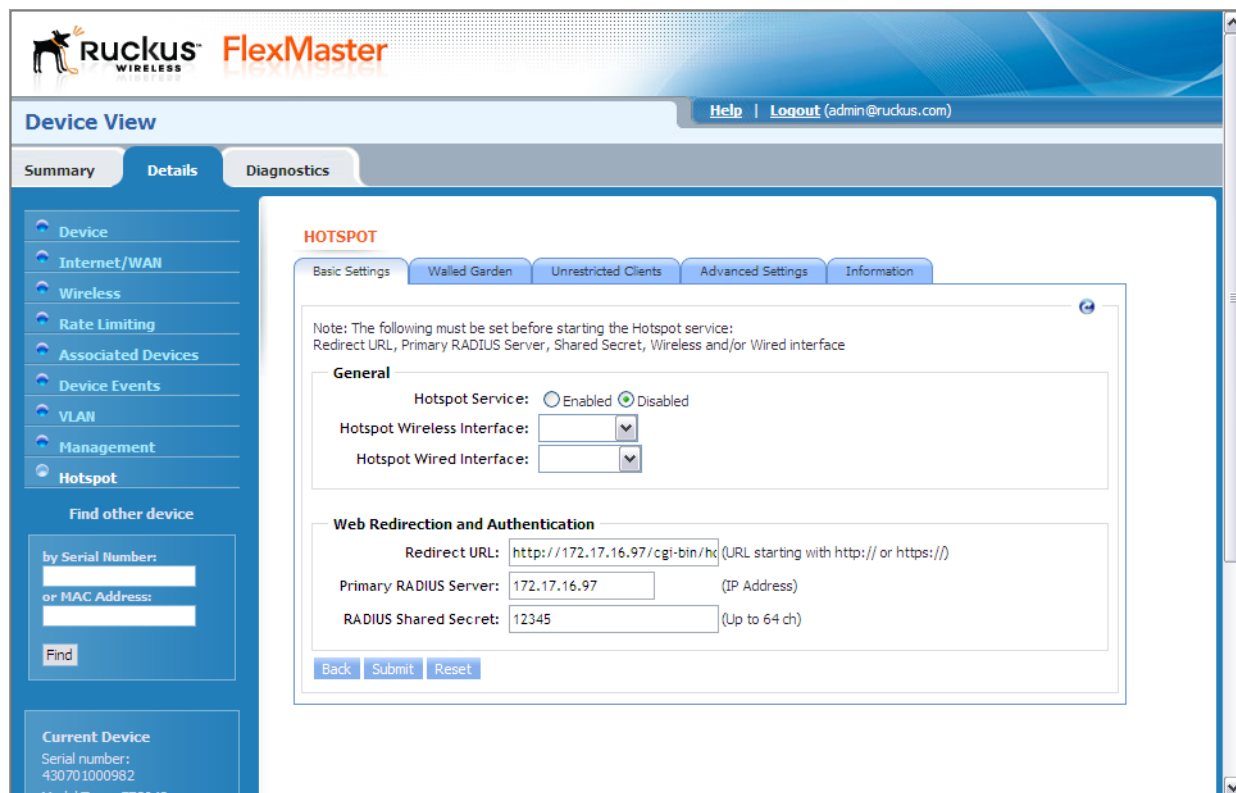 RUCKUS WIRELESS FlexMaster
Device View
Help | Logout (admin@ruckus.com)
Summary Details Diagnostics
Device
Internet/WAN
Wireless
Rate Limiting
Associated Devices
Device Events
VLAN
Management
Hotspot
Find other device
by Serial Number:
or MAC Address:
Find
Current Device
Serial number:
430701000982
HOTSPOT
Basic Settings Walled Garden Unrestricted Clients Advanced Settings Information
Note: The following must be set before starting the Hotspot service:
Redirect URL, Primary RADIUS Server, Shared Secret, Wireless and/or Wired interface
General
Hotspot Service: Enabled Disabled
Hotspot Wireless Interface:
Hotspot Wired Interface:
Web Redirection and Authentication
Redirect URL: http://172.17.16.97/cgi-bin/ho (URL starting with http:// or https://)
Primary RADIUS Server: 172.17.16.97 (IP Address)
RADIUS Shared Secret: 12345 (Up to 64 ch)
Back Submit Reset